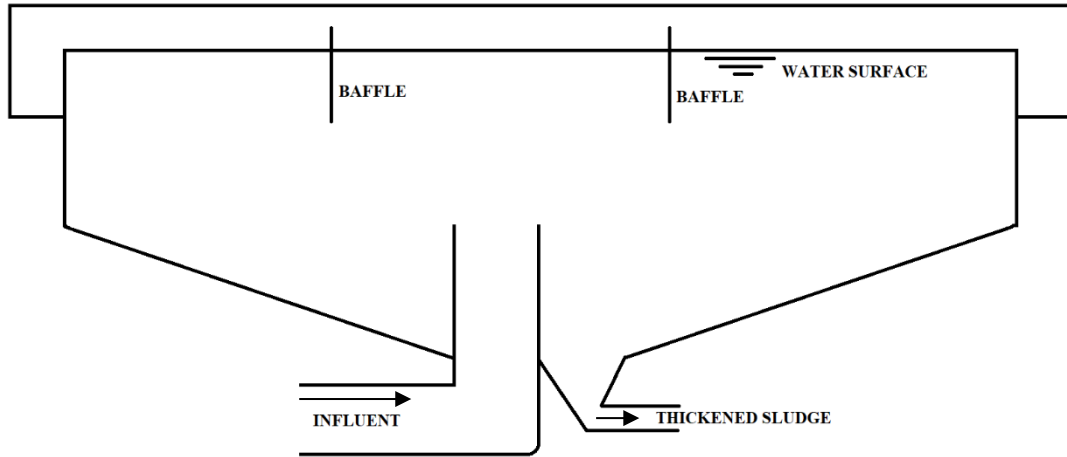 WATER SURFACE
BAFFLE
BAFFLE
INFLUENT
THICKENED SLUDGE